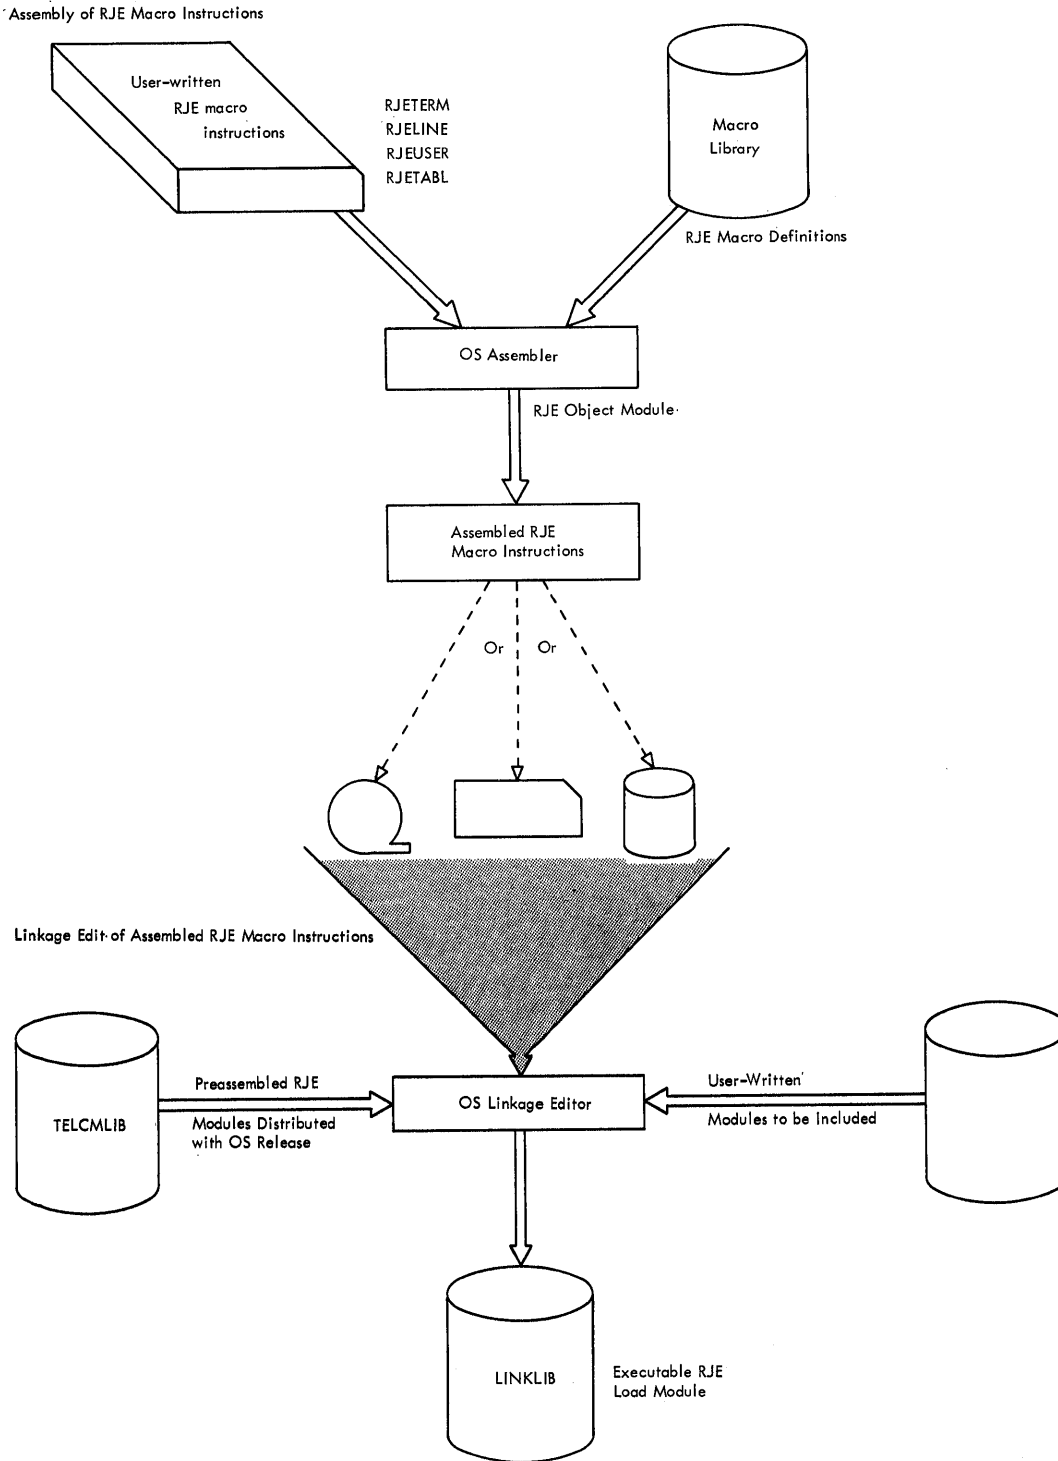 Assembly of RJE Macro Instructions
User-written
RJE macro
instructions
RJETERM
RJELINE
RJEUSER
RJETABL
Macro
Library
RJE Macro Definitions
OS Assembler
RJE Object Module
Assembled RJE
Macro Instructions
Or
Or
Linkage Edit of Assembled RJE Macro Instructions
TELCMLIB
Preassembled RJE
Modules Distributed
with OS Release
OS Linkage Editor
User-Written
Modules to be Included
LINKLIB
Executable RJE
Load Module